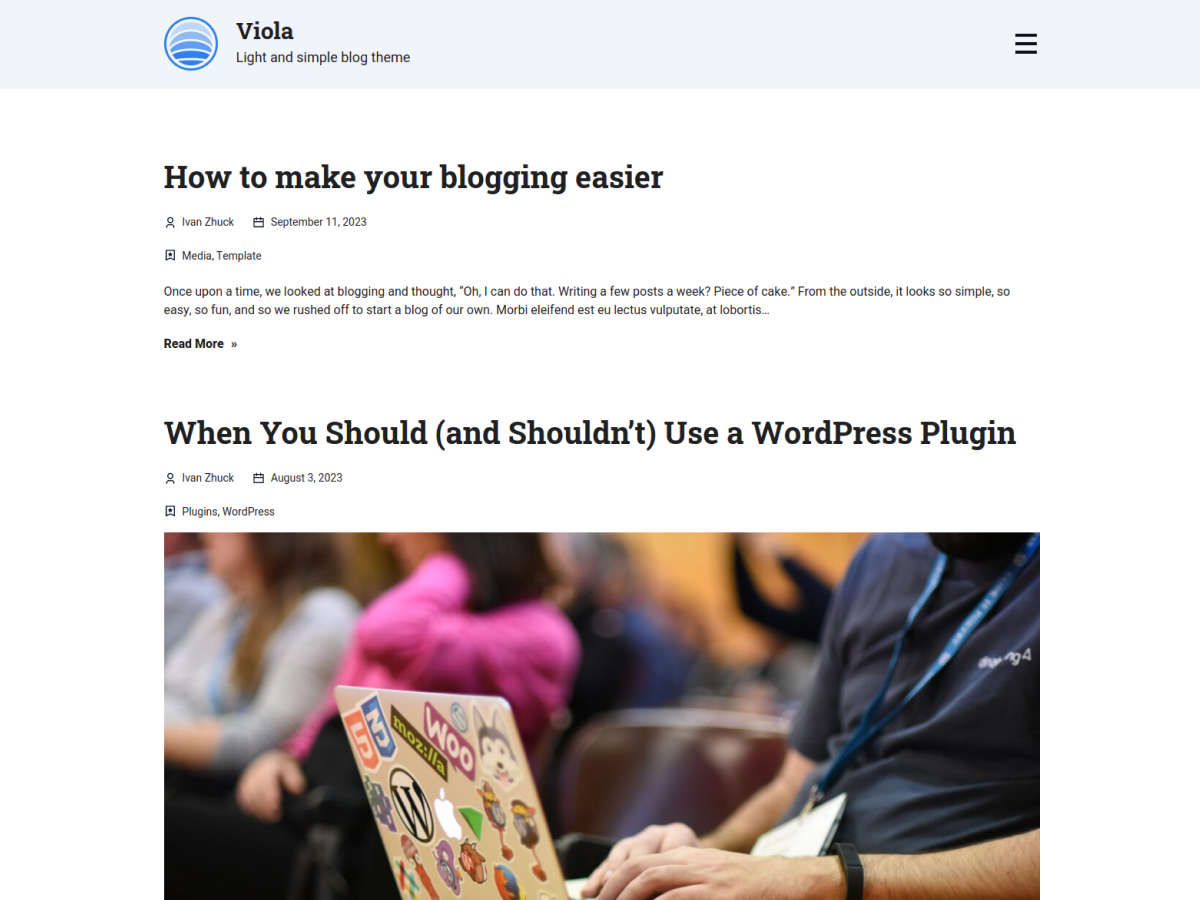 Viola
Light and simple blog theme
How to make your blogging easier
Ivan Zhuck September 11, 2023
Media, Template
Once upon a time, we looked at blogging and thought, “Oh, I can do that. Writing a few posts a week? Piece of cake.” From the outside, it looks so simple, so
easy, so fun, and so we rushed off to start a blog of our own. Morbi eleifend est eu lectus vulputate, at lobortis…
Read More »
When You Should (and Shouldn’t) Use a WordPress Plugin
Ivan Zhuck August 3, 2023
Plugins, WordPress
WOO
moz://a
W